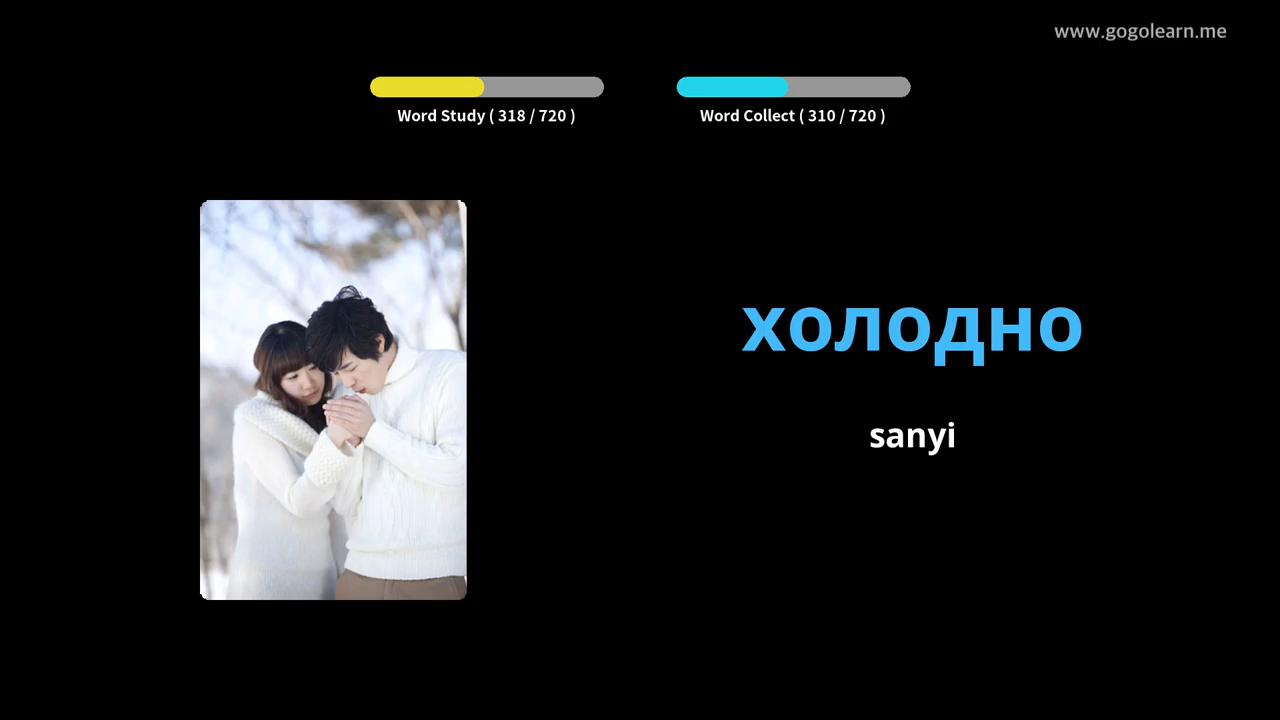 www.gogolearn.me
Word Study ( 318 / 720 )
Word Collect ( 310 / 720 )
холодно
sanyi